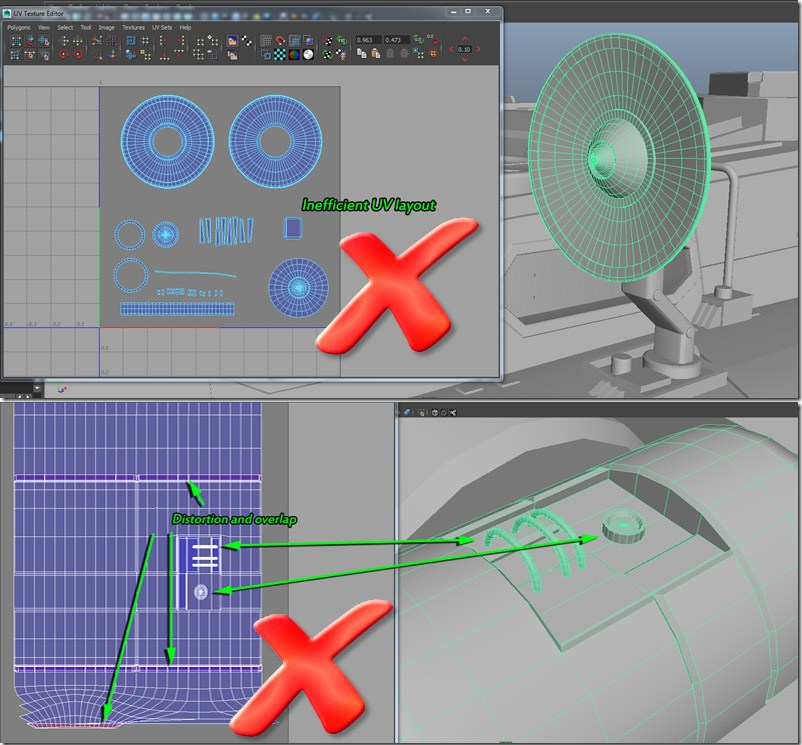 UV Texture Editor
Polygons View Select Tool Image Textures UV Sets Help
0.963 0.473 0.10
Inefficient UV layout
Distortion and overlap